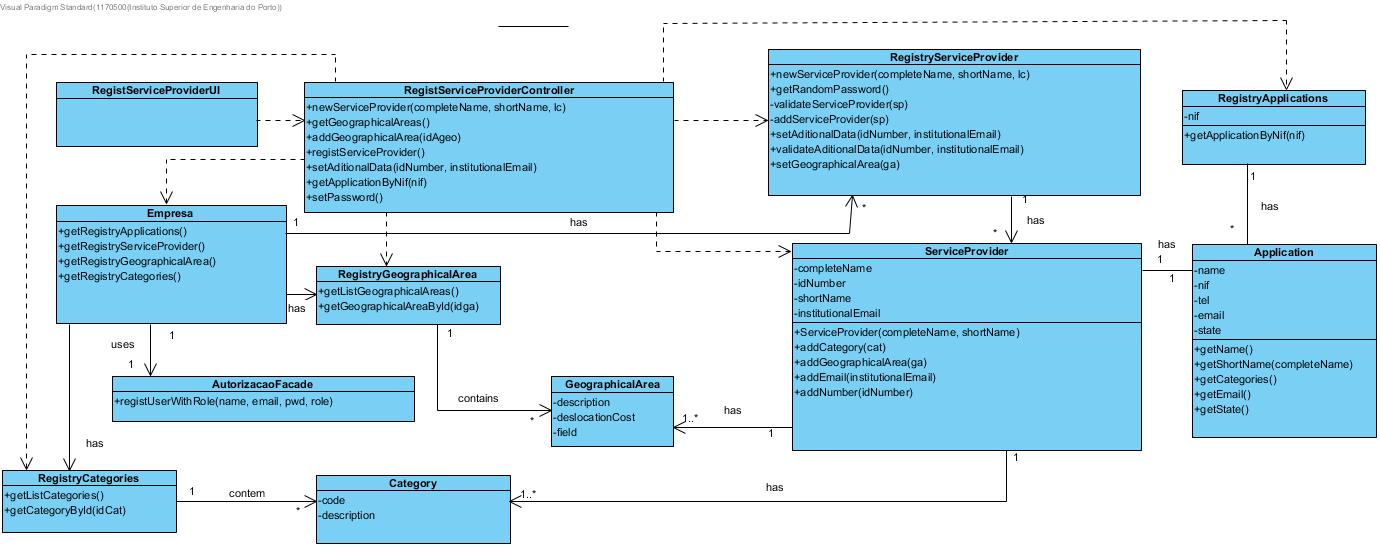 Visual Paradigm Standard(1170500(Instituto Superior de Engenharia do Porto))
RegistServiceProviderUI
RegistServiceProviderController
+newServiceProvider(completeName, shortName, lc)
+getGeographicalAreas()
+addGeographicalArea(idAgeo)
+registServiceProvider()
+setAditionalData(idNumber, institutionalEmail)
+getApplicationByNif(nif)
+setPassword()
RegistryServiceProvider
+newServiceProvider(completeName, shortName, lc)
+getRandomPassword()
-validateServiceProvider(sp)
-addServiceProvider(sp)
+setAditionalData(idNumber, institutionalEmail)
+validateAditionalData(idNumber, institutionalEmail)
+setGeographicalArea(ga)
RegistryApplications
-nif
+getApplicationByNif(nif)
1
has
*
Empresa
+getRegistryApplications()
+getRegistryServiceProvider()
+getRegistryGeographicalArea()
+getRegistryCategories()
1
has
*
1
has
*
has
RegistryGeographicalArea
+getListGeographicalAreas()
+getGeographicalAreaById(idga)
ServiceProvider
-completeName
-idNumber
-shortName
-institutionalEmail
+ServiceProvider(completeName, shortName)
+addCategory(cat)
+addGeographicalArea(ga)
+addEmail(institutionalEmail)
+addNumber(idNumber)
has
1
1
Application
-name
-nif
-tel
-email
-state
+getName()
+getShortName(completeName)
+getCategories()
+getEmail()
+getState()
1
uses
1
AutorizacaoFacade
+registUserWithRole(name, email, pwd, role)
1
contains
*
GeographicalArea
-description
-deslocationCost
-field
1..*
has
1
has
RegistryCategories
+getListCategories()
+getCategoryById(idCat)
1
contem
*
Category
-code
-description
1..*
has
1